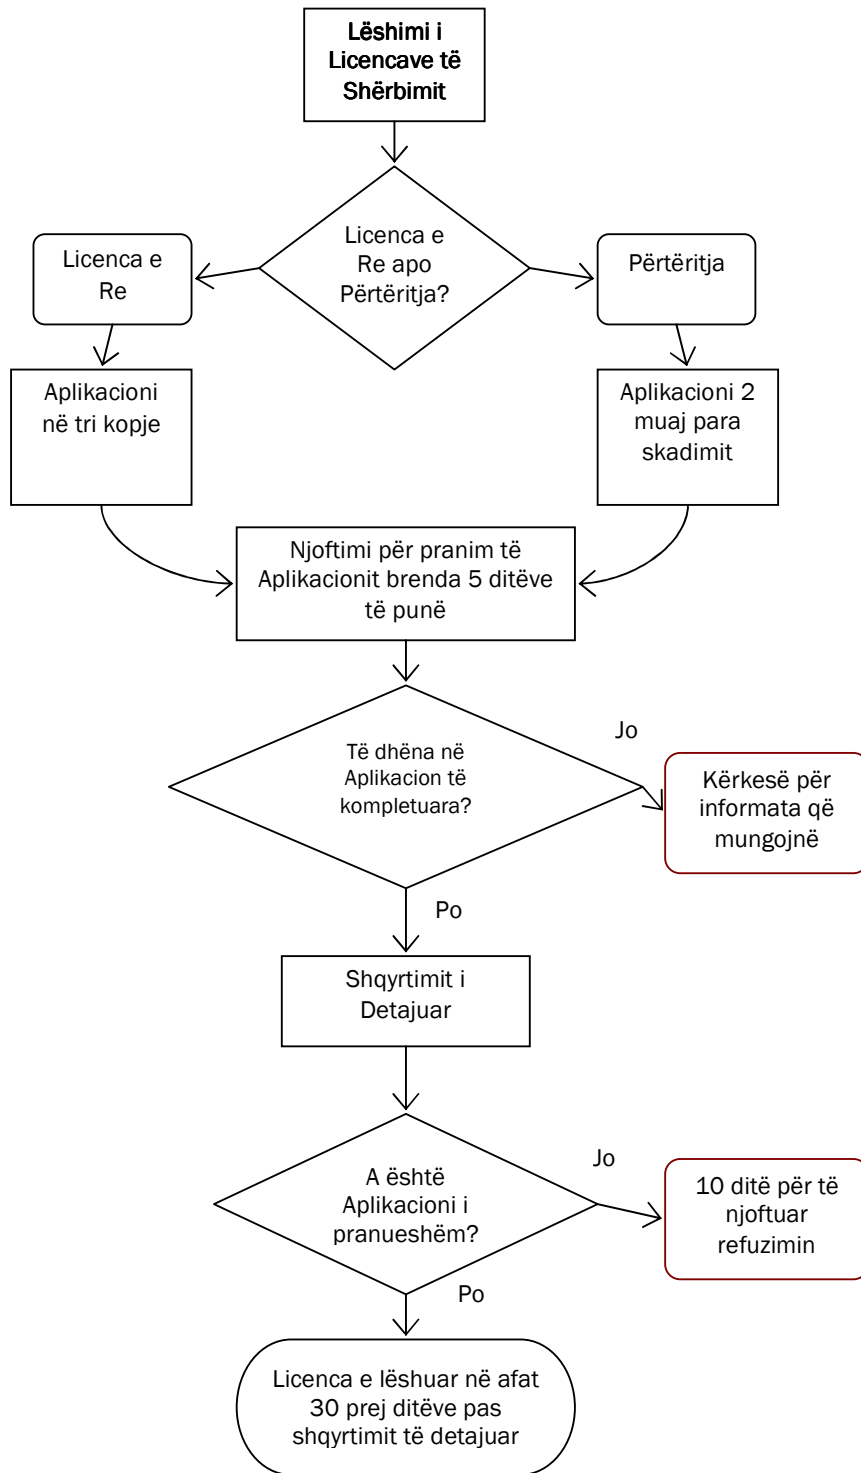 Lëshimi i
Licencave të
Shërbimit
Licenca e
Re apo
Përtëritja?
Licenca e
Re
Përtëritja
Aplikacioni
në tri kopje
Aplikacioni 2
muaj para
skadimit
Njoftimi për pranim të
Aplikacionit brenda 5 ditëve
të punë
Të dhëna në
Aplikacion të
kompletuara?
Jo
Kërkesë për
informata që
mungojnë
Po
Shqyrtimit i
Detajuar
A është
Aplikacioni i
pranueshëm?
Jo
10 ditë për të
njoftuar
refuzimin
Po
Licenca e lëshuar në afat
30 prej ditëve pas
shqyrtimit të detajuar